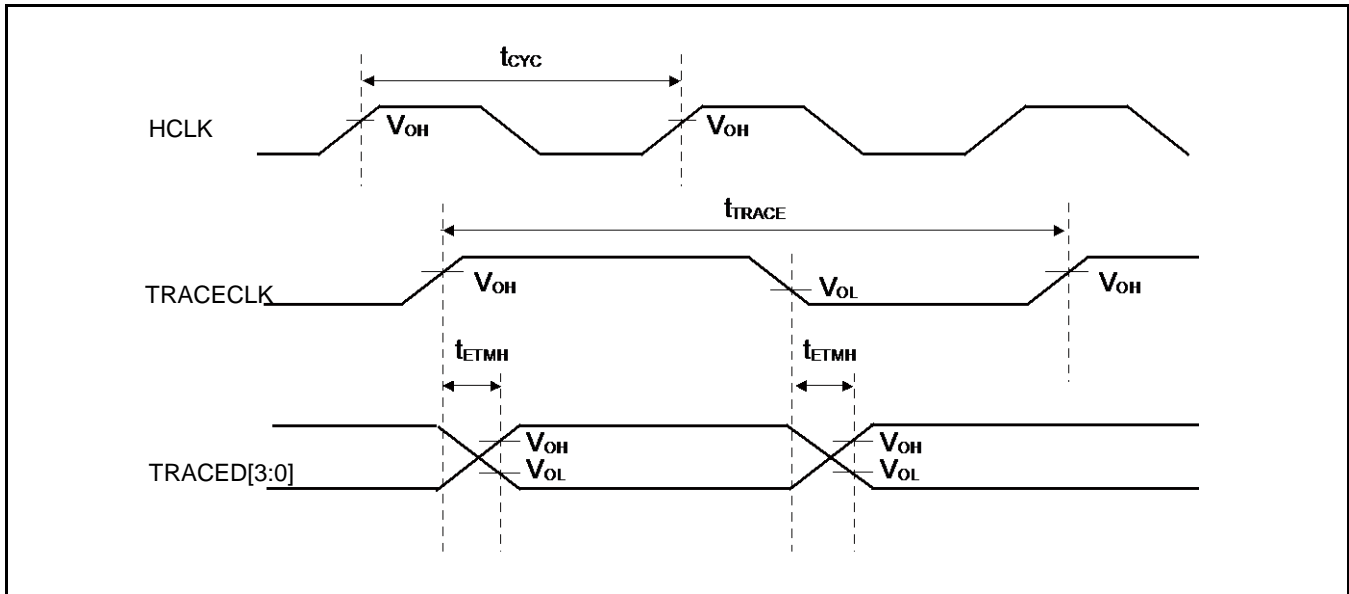 tCYC
HCLK
VOH
VOH
tTRACE
TRACECLK
VOH
VOL
VOH
tETMH
tETMH
TRACED[3:0]
VOH
VOL
VOH
VOL